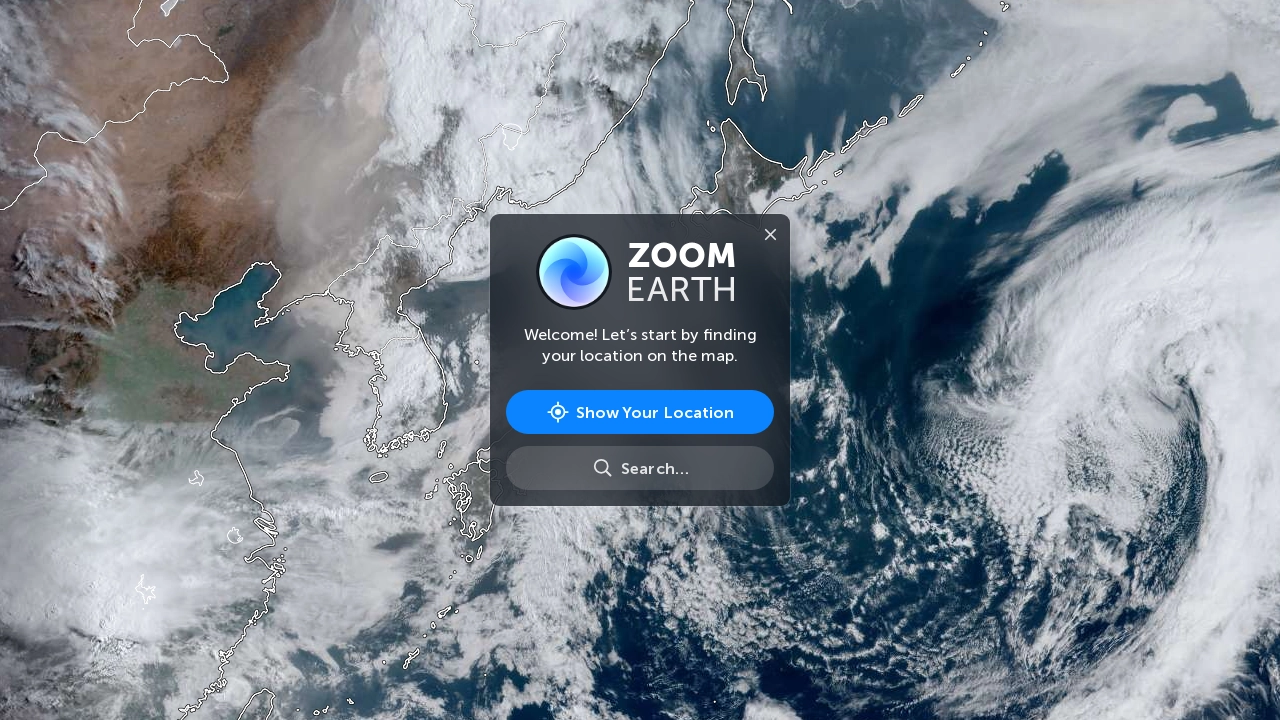 ZOOM
EARTH
Welcome! Let’s start by finding
your location on the map.
Show Your Location
Search...